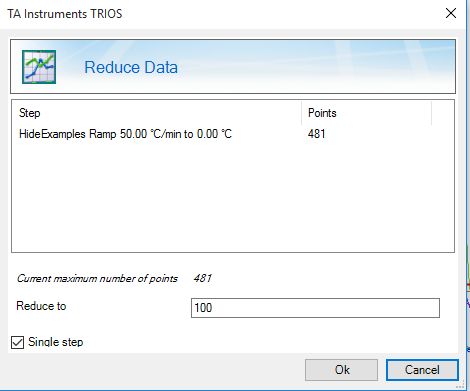 TA Instruments TRIOS
Reduce Data
Step Points
HideExamples Ramp 50.00 °C/min to 0.00 °C 481
Current maximum number of points 481
Reduce to 100
Single step
Ok Cancel